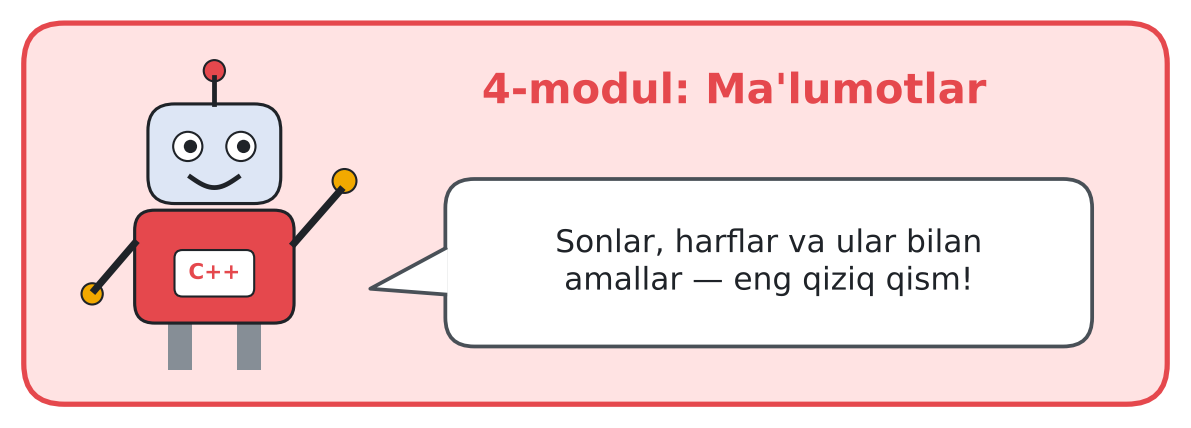 4-modul: Ma'lumotlar
Sonlar, harflar va ular bilan
amallar — eng qiziq qism!
C++